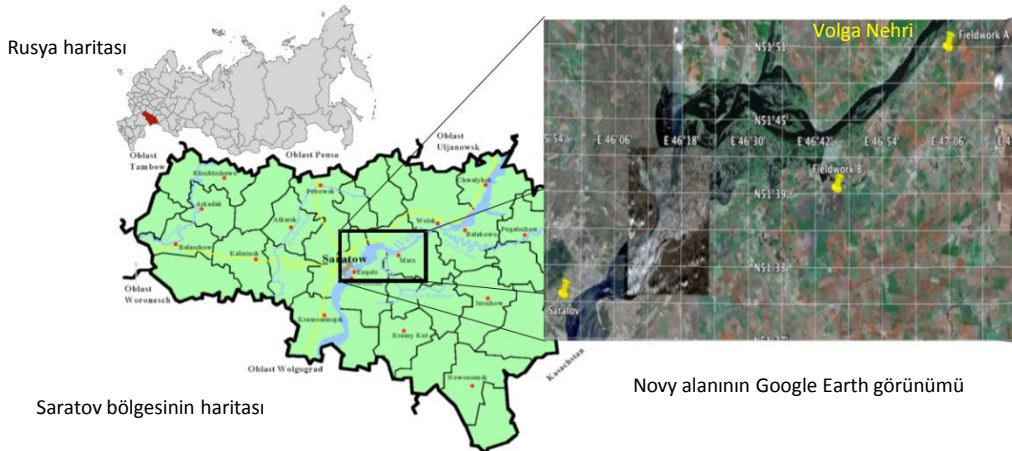 Rusya haritası
Oblast Tambow
Oblast Pensa
Oblast Uljanowsk
Rtischtschewo
Arkadak
Petrowsk
Chwalynsk
Atkarsk
Wolsk
Balaschow
Kalininsk
Balakowo
Pugatschow
Saratow
Marx
Engels
Oblast Woronesch
Krasnoarmejsk
Jerschow
Krasny Kut
Oblast Wolgograd
Nowousensk
Kasachstan
Saratov bölgesinin haritası
Volga Nehri
Fieldwork A
N51 51
N51 45
E 46 06
E 46 18
E 46 30
E 46 42
E 46 54
E 47 06
Fieldwork B
N51 39
N51 33
Saratov
Novy alanının Google Earth görünümü